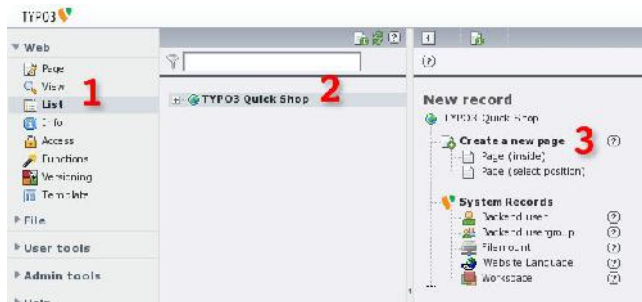 TYPO3
Web
Page
View
List
Info
Access
Functions
Versioning
Template
File
User tools
Admin tools
1
TYPO3 Quick Shop
2
New record
TYPO3 Quick Shop
Create a new page
3
Page (inside)
Page (select position)
System Records
Backend user
Backend usergroup
Filemount
Website Language
Workspace